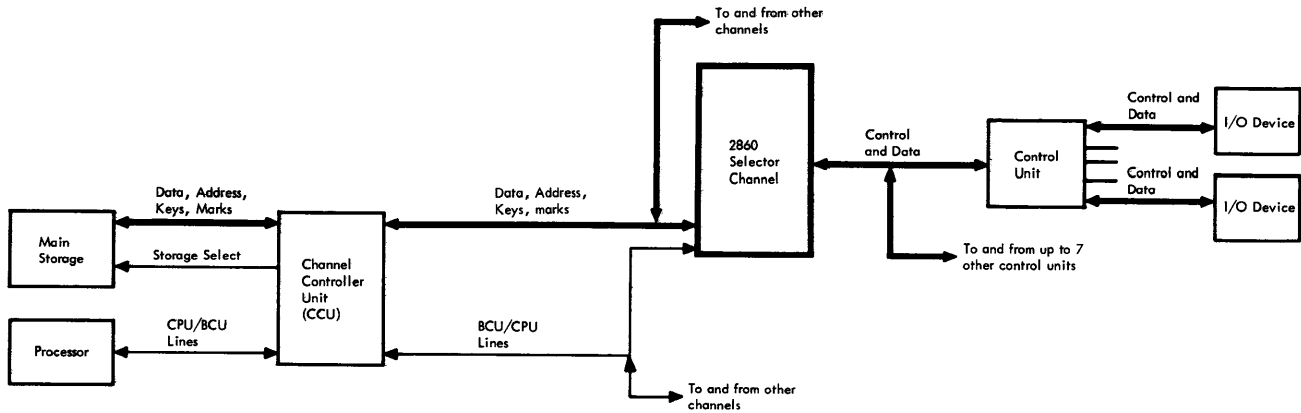 To and from other
channels
2860
Selector
Channel
Control
and Data
Control
Unit
Control and
Data
I/O Device
Control and
Data
I/O Device
To and from up to 7
other control units
Data, Address,
Keys, Marks
Data, Address,
Keys, marks
Main
Storage
Storage Select
Channel
Controller
Unit
(CCU)
Processor
CPU/BCU
Lines
BCU/CPU
Lines
To and from other
channels